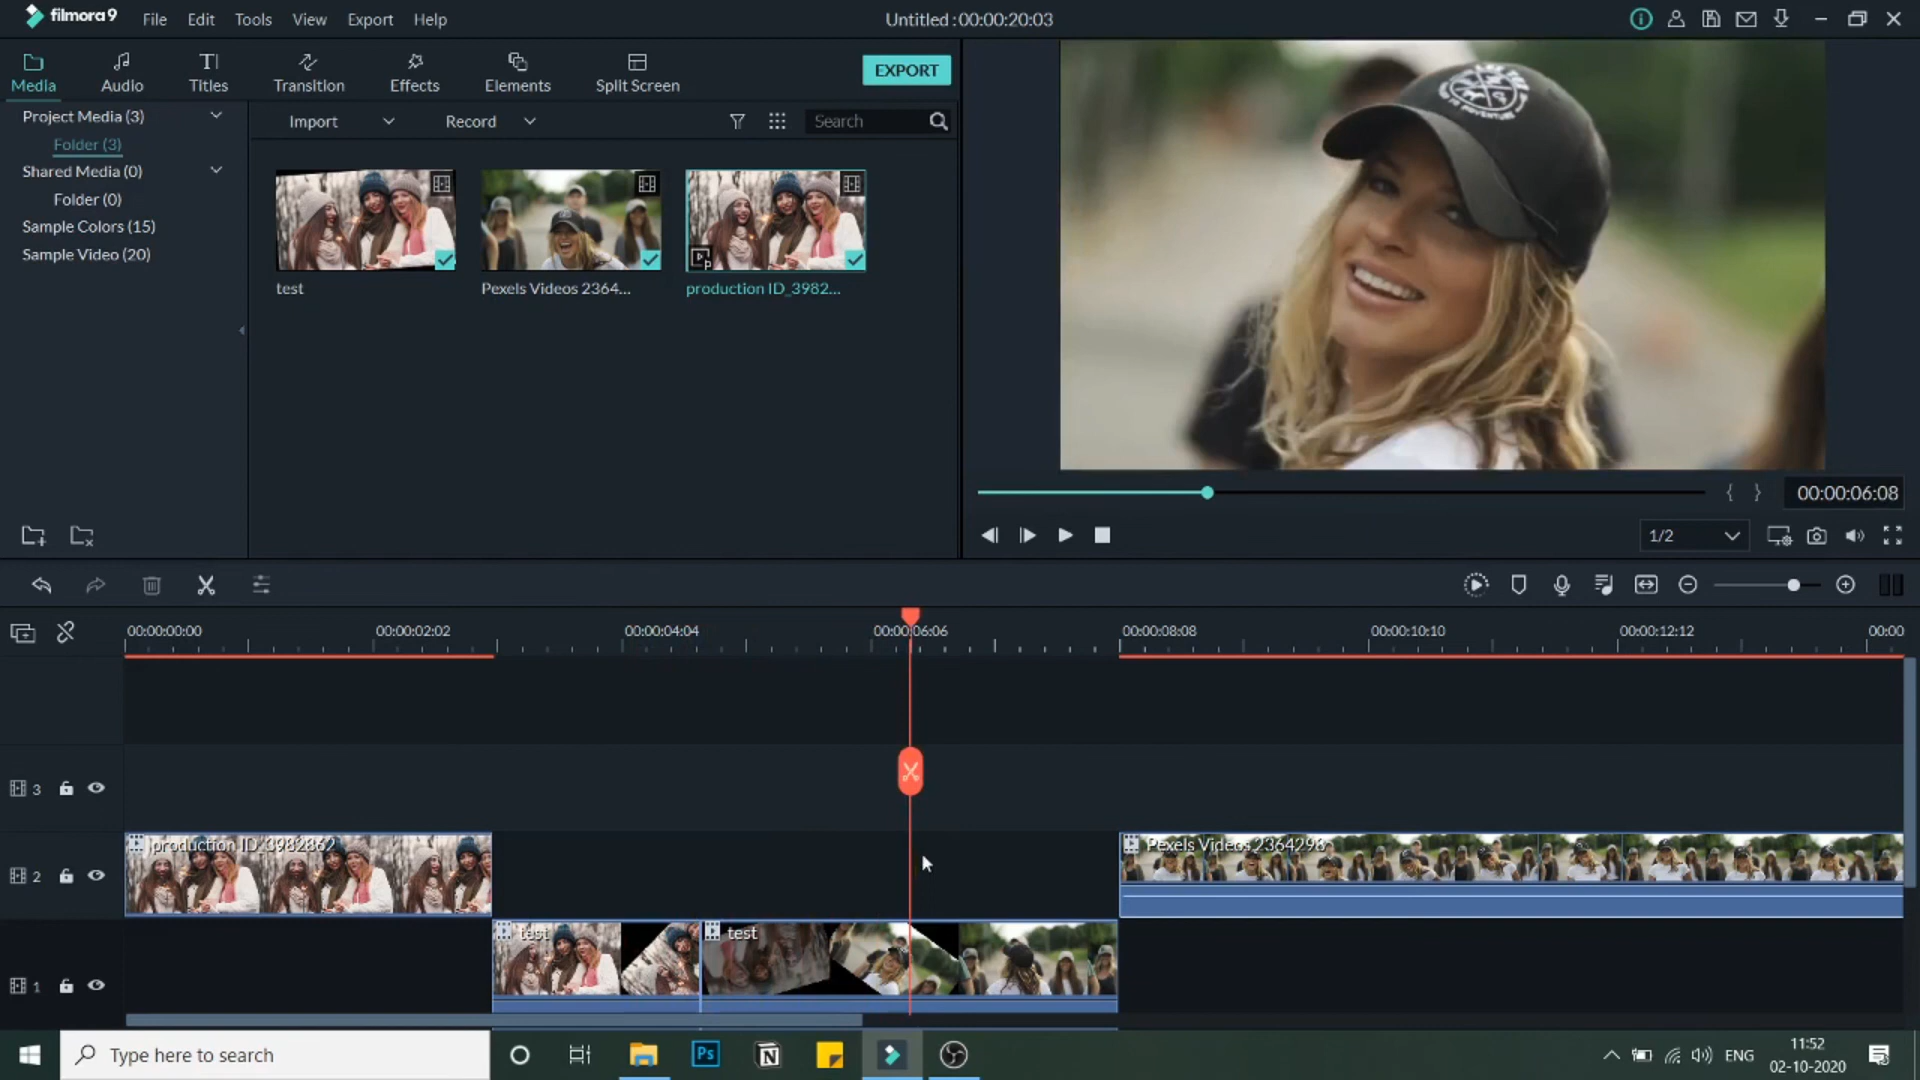 filmora9 File Edit Tools View Export Help Untitled : 00:00:20:03
Media Audio Titles Transition Effects Elements Split Screen EXPORT
Project Media (3)
Folder (3)
Shared Media (0)
Folder (0)
Sample Colors (15)
Sample Video (20)
Import Record Search
test Pexels Videos 2364... production ID_3982...
00:00:06:08
1/2
00:00:00:00 00:00:02:02 00:00:04:04 00:00:06:06 00:00:08:08 00:00:10:10 00:00:12:12 00:00
3
production ID_3982862 Pexels Videos 2364298
2
test test
1
Type here to search Ps N ENG 11:52
02-10-2020